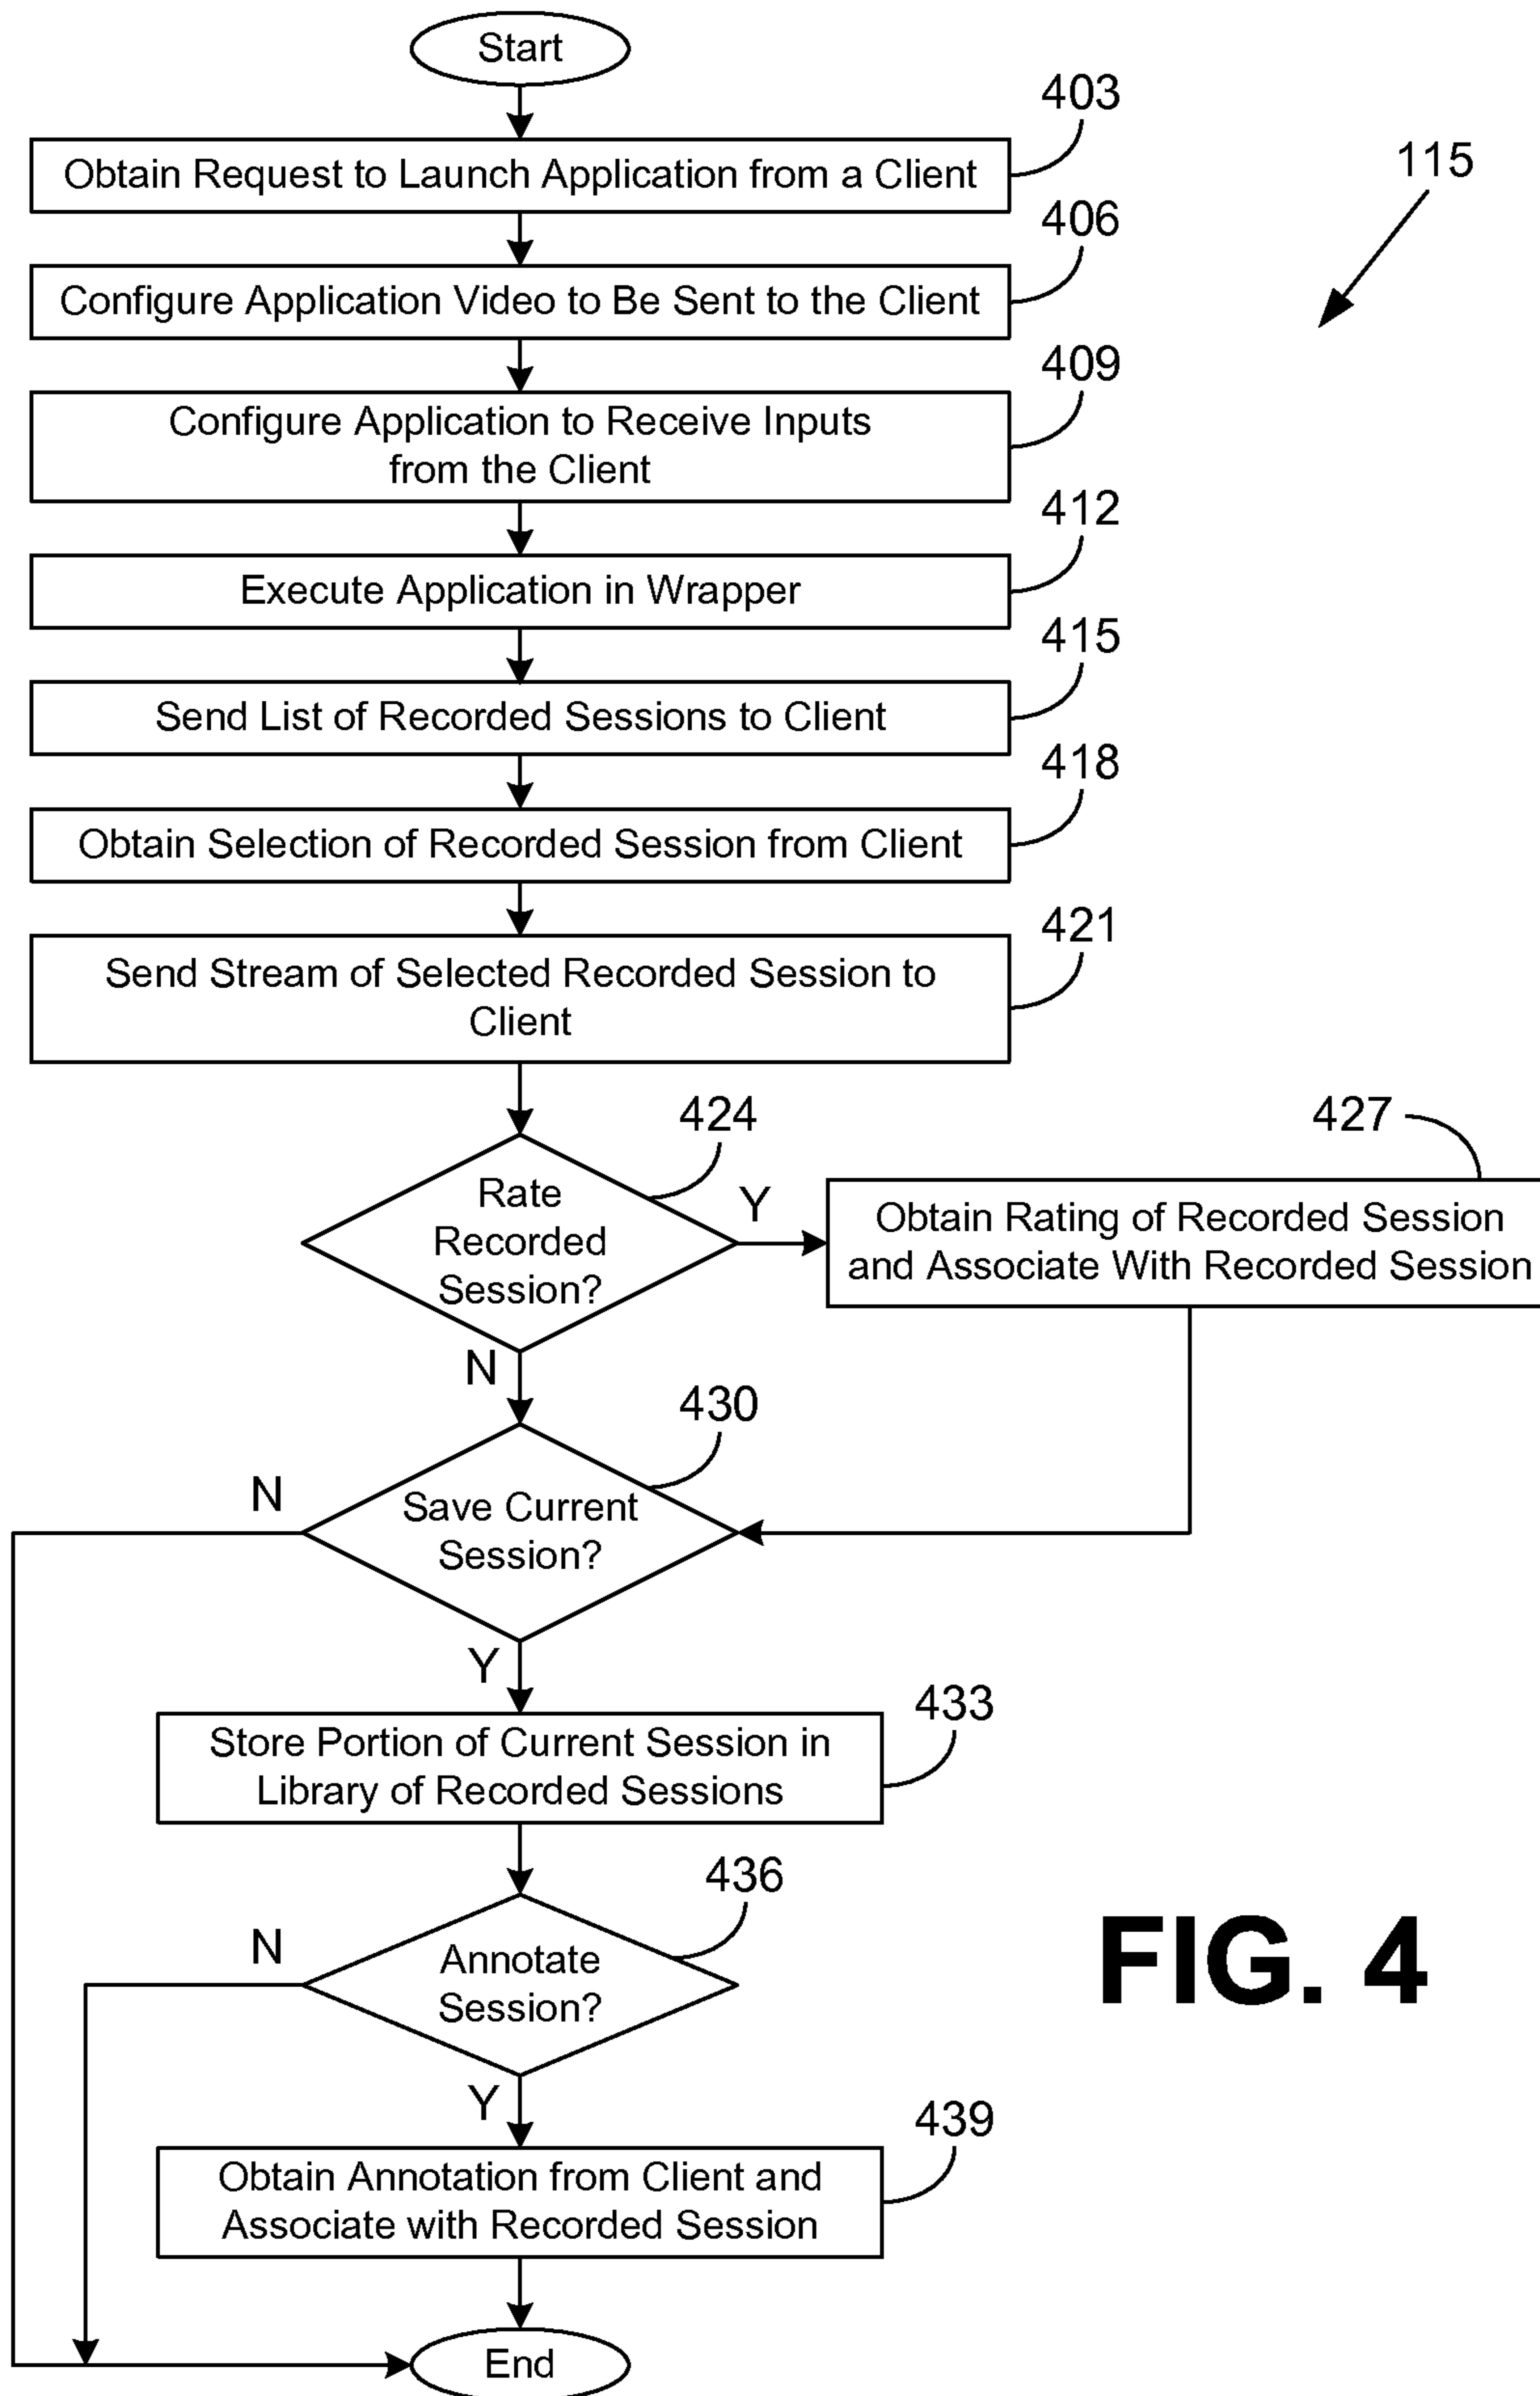 Start
403
Obtain Request to Launch Application from a Client
115
406
Configure Application Video to Be Sent to the Client
409
Configure Application to Receive Inputs
from the Client
412
Execute Application in Wrapper
415
Send List of Recorded Sessions to Client
418
Obtain Selection of Recorded Session from Client
421
Send Stream of Selected Recorded Session to
Client
424
Rate
Recorded
Session?
Y
427
Obtain Rating of Recorded Session
and Associate With Recorded Session
N
430
Save Current
Session?
N
Y
433
Store Portion of Current Session in
Library of Recorded Sessions
436
Annotate
Session?
N
Y
FIG. 4
439
Obtain Annotation from Client and
Associate with Recorded Session
End